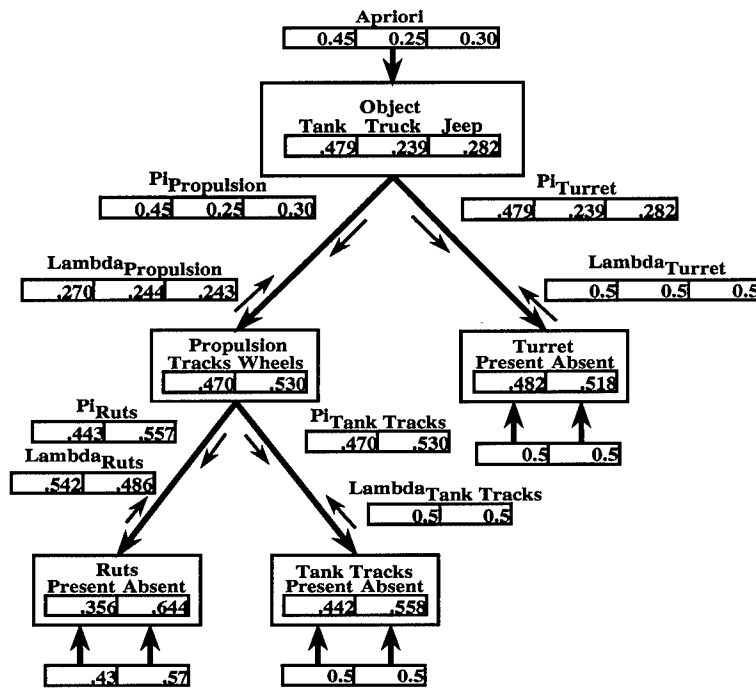 Apriori
0.45 0.25 0.30
Object
Tank Truck Jeep
.479 .239 .282
PiPropulsion
0.45 0.25 0.30
PiTurret
.479 .239 .282
LambdaPropulsion
.270 .244 .243
LambdaTurret
0.5 0.5 0.5
Propulsion
Tracks Wheels
.470 .530
Turret
Present Absent
.482 .518
0.5 0.5
PiRuts
.443 .557
PiTank Tracks
.470 .530
LambdaRuts
.542 .486
LambdaTank Tracks
0.5 0.5
Ruts
Present Absent
.356 .644
.43 .57
Tank Tracks
Present Absent
.442 .558
0.5 0.5